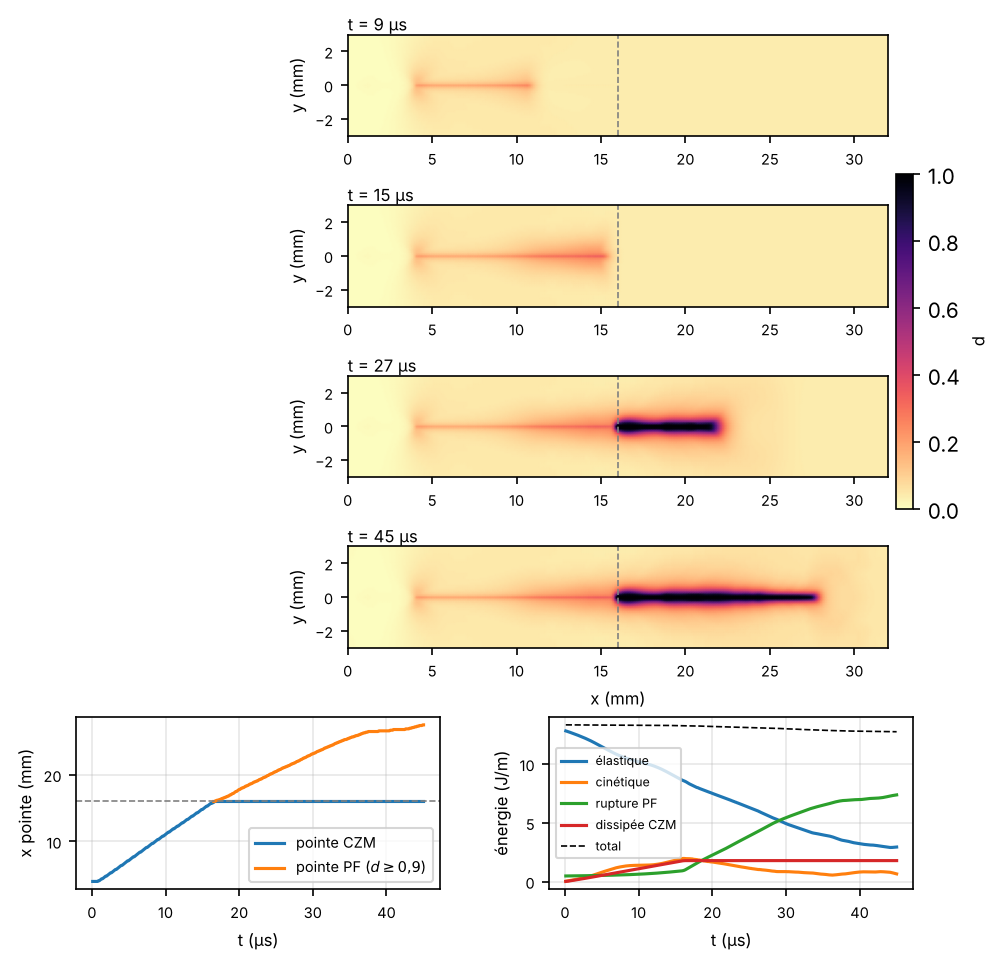 t = 9 µs
y (mm)
2
0
−2
0 5 10 15 20 25 30
t = 15 µs
y (mm)
2
0
−2
0 5 10 15 20 25 30
t = 27 µs
y (mm)
2
0
−2
0 5 10 15 20 25 30
t = 45 µs
y (mm)
2
0
−2
0 5 10 15 20 25 30
x (mm)
1.0
0.8
0.6
0.4
0.2
0.0
d
x pointe (mm)
20
10
pointe CZM
pointe PF (d ≥ 0,9)
0 10 20 30 40
t (µs)
énergie (J/m)
10
5
0
élastique
cinétique
rupture PF
dissipée CZM
total
0 10 20 30 40
t (µs)